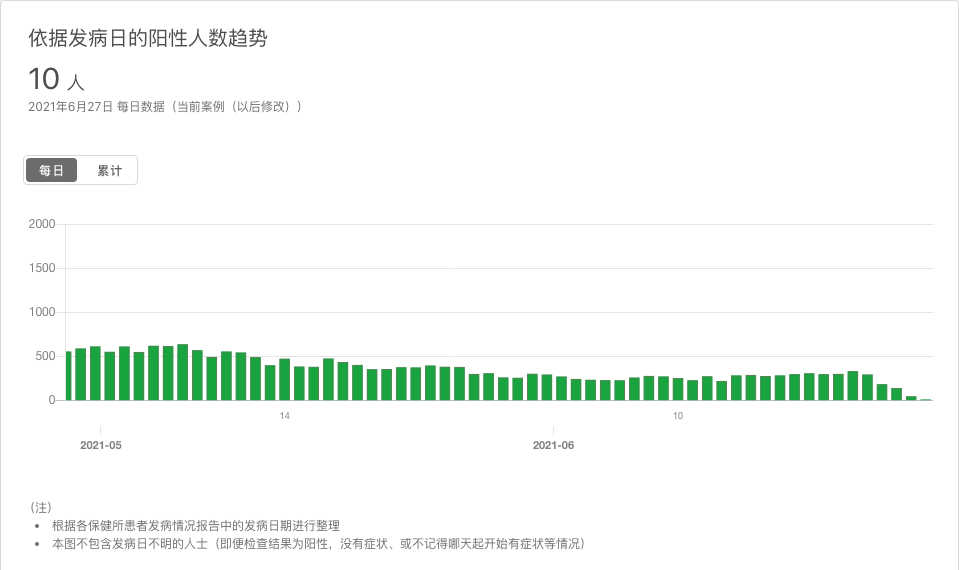 依据发病日的阳性人数趋势
10 人
2021年6月27日 每日数据（当前案例（以后修改））
每日 累计
2000
1500
1000
500
0
14 10
2021-05 2021-06
（注）
• 根据各保健所患者发病情况报告中的发病日期进行整理
• 本图不包含发病日不明的人士（即便检查结果为阳性，没有症状、或不记得哪天起开始有症状等情况）